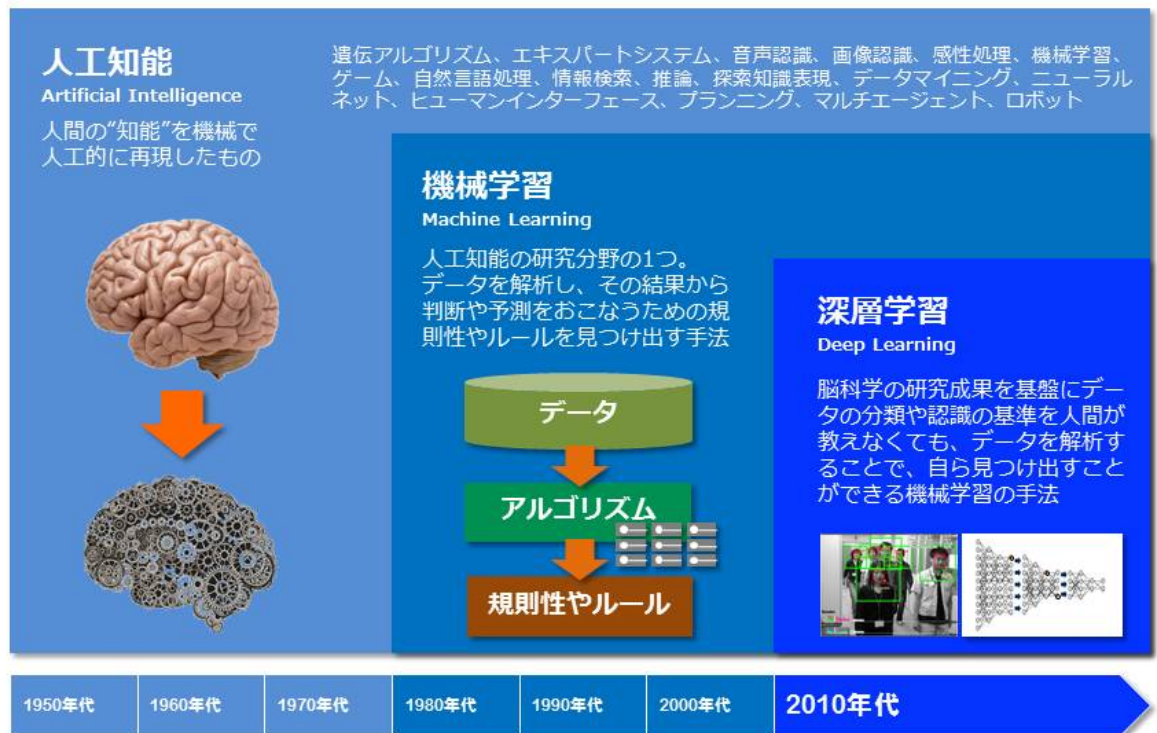 人工知能
Artificial Intelligence
人間の“知能”を機械で
人工的に再現したもの
遺伝アルゴリズム、エキスパートシステム、音声認識、画像認識、感性処理、機械学習、
ゲーム、自然言語処理、情報検索、推論、探索知識表現、データマイニング、ニューラル
ネット、ヒューマンインターフェース、プランニング、マルチエージェント、ロボット
機械学習
Machine Learning
人工知能の研究分野の1つ。
データを解析し、その結果から
判断や予測をおこなうための規
則性やルールを見つけ出す手法
データ
アルゴリズム
規則性やルール
深層学習
Deep Learning
脳科学の研究成果を基盤にデー
タの分類や認識の基準を人間が
教えなくても、データを解析す
ることで、自ら見つけ出すこと
ができる機械学習の手法
1950年代
1960年代
1970年代
1980年代
1990年代
2000年代
2010年代